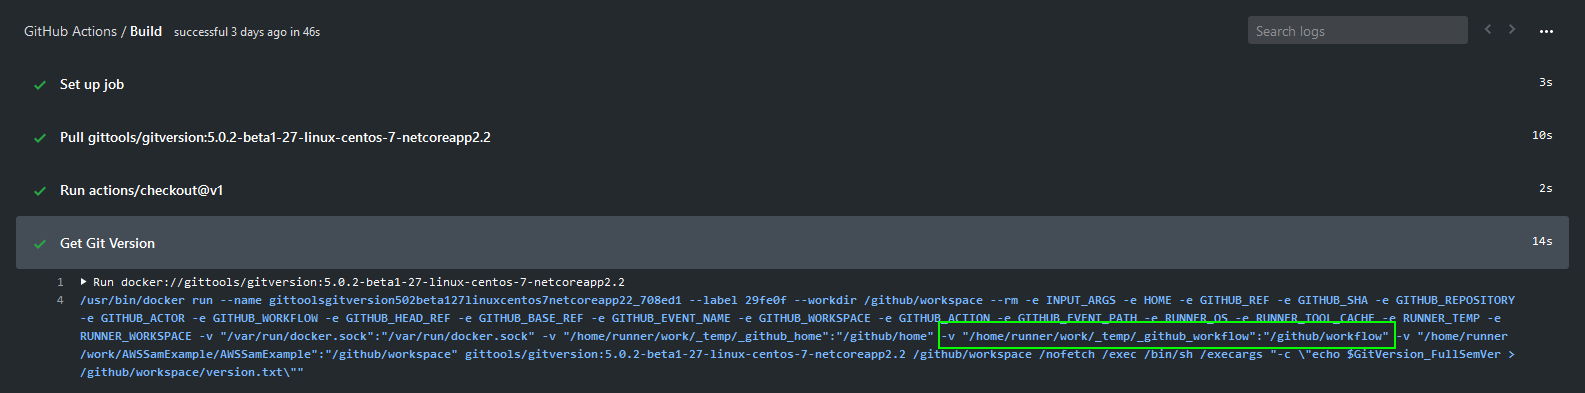 GitHub Actions / Build successful 3 days ago in 46s
Search logs
Set up job 3s
Pull gittools/gitversion:5.0.2-beta1-27-linux-centos-7-netcoreapp2.2 10s
Run actions/checkout@v1 2s
Get Git Version 14s
1 Run docker://gittools/gitversion:5.0.2-beta1-27-linux-centos-7-netcoreapp2.2
4 /usr/bin/docker run --name gittoolsgitversion502beta127linuxcentos7netcoreapp22_708ed1 --label 29fe0f --workdir /github/workspace --rm -e INPUT_ARGS -e HOME -e GITHUB_REF -e GITHUB_SHA -e GITHUB_REPOSITORY
-e GITHUB_ACTOR -e GITHUB_WORKFLOW -e GITHUB_HEAD_REF -e GITHUB_BASE_REF -e GITHUB_EVENT_NAME -e GITHUB_WORKSPACE -e GITHUB_ACTION -e GITHUB_EVENT_PATH -e RUNNER_OS -e RUNNER_TOOL_CACHE -e RUNNER_TEMP -e
RUNNER_WORKSPACE -v "/var/run/docker.sock":"/var/run/docker.sock" -v "/home/runner/work/_temp/_github_home":"/github/home" -v "/home/runner/work/_temp/_github_workflow":"/github/workflow" -v "/home/runner
/work/AWSSamExample/AWSSamExample":"/github/workspace" gittools/gitversion:5.0.2-beta1-27-linux-centos-7-netcoreapp2.2 /github/workspace /nofetch /exec /bin/sh /execargs "-c \"echo $GitVersion_FullSemVer >
/github/workspace/version.txt\""